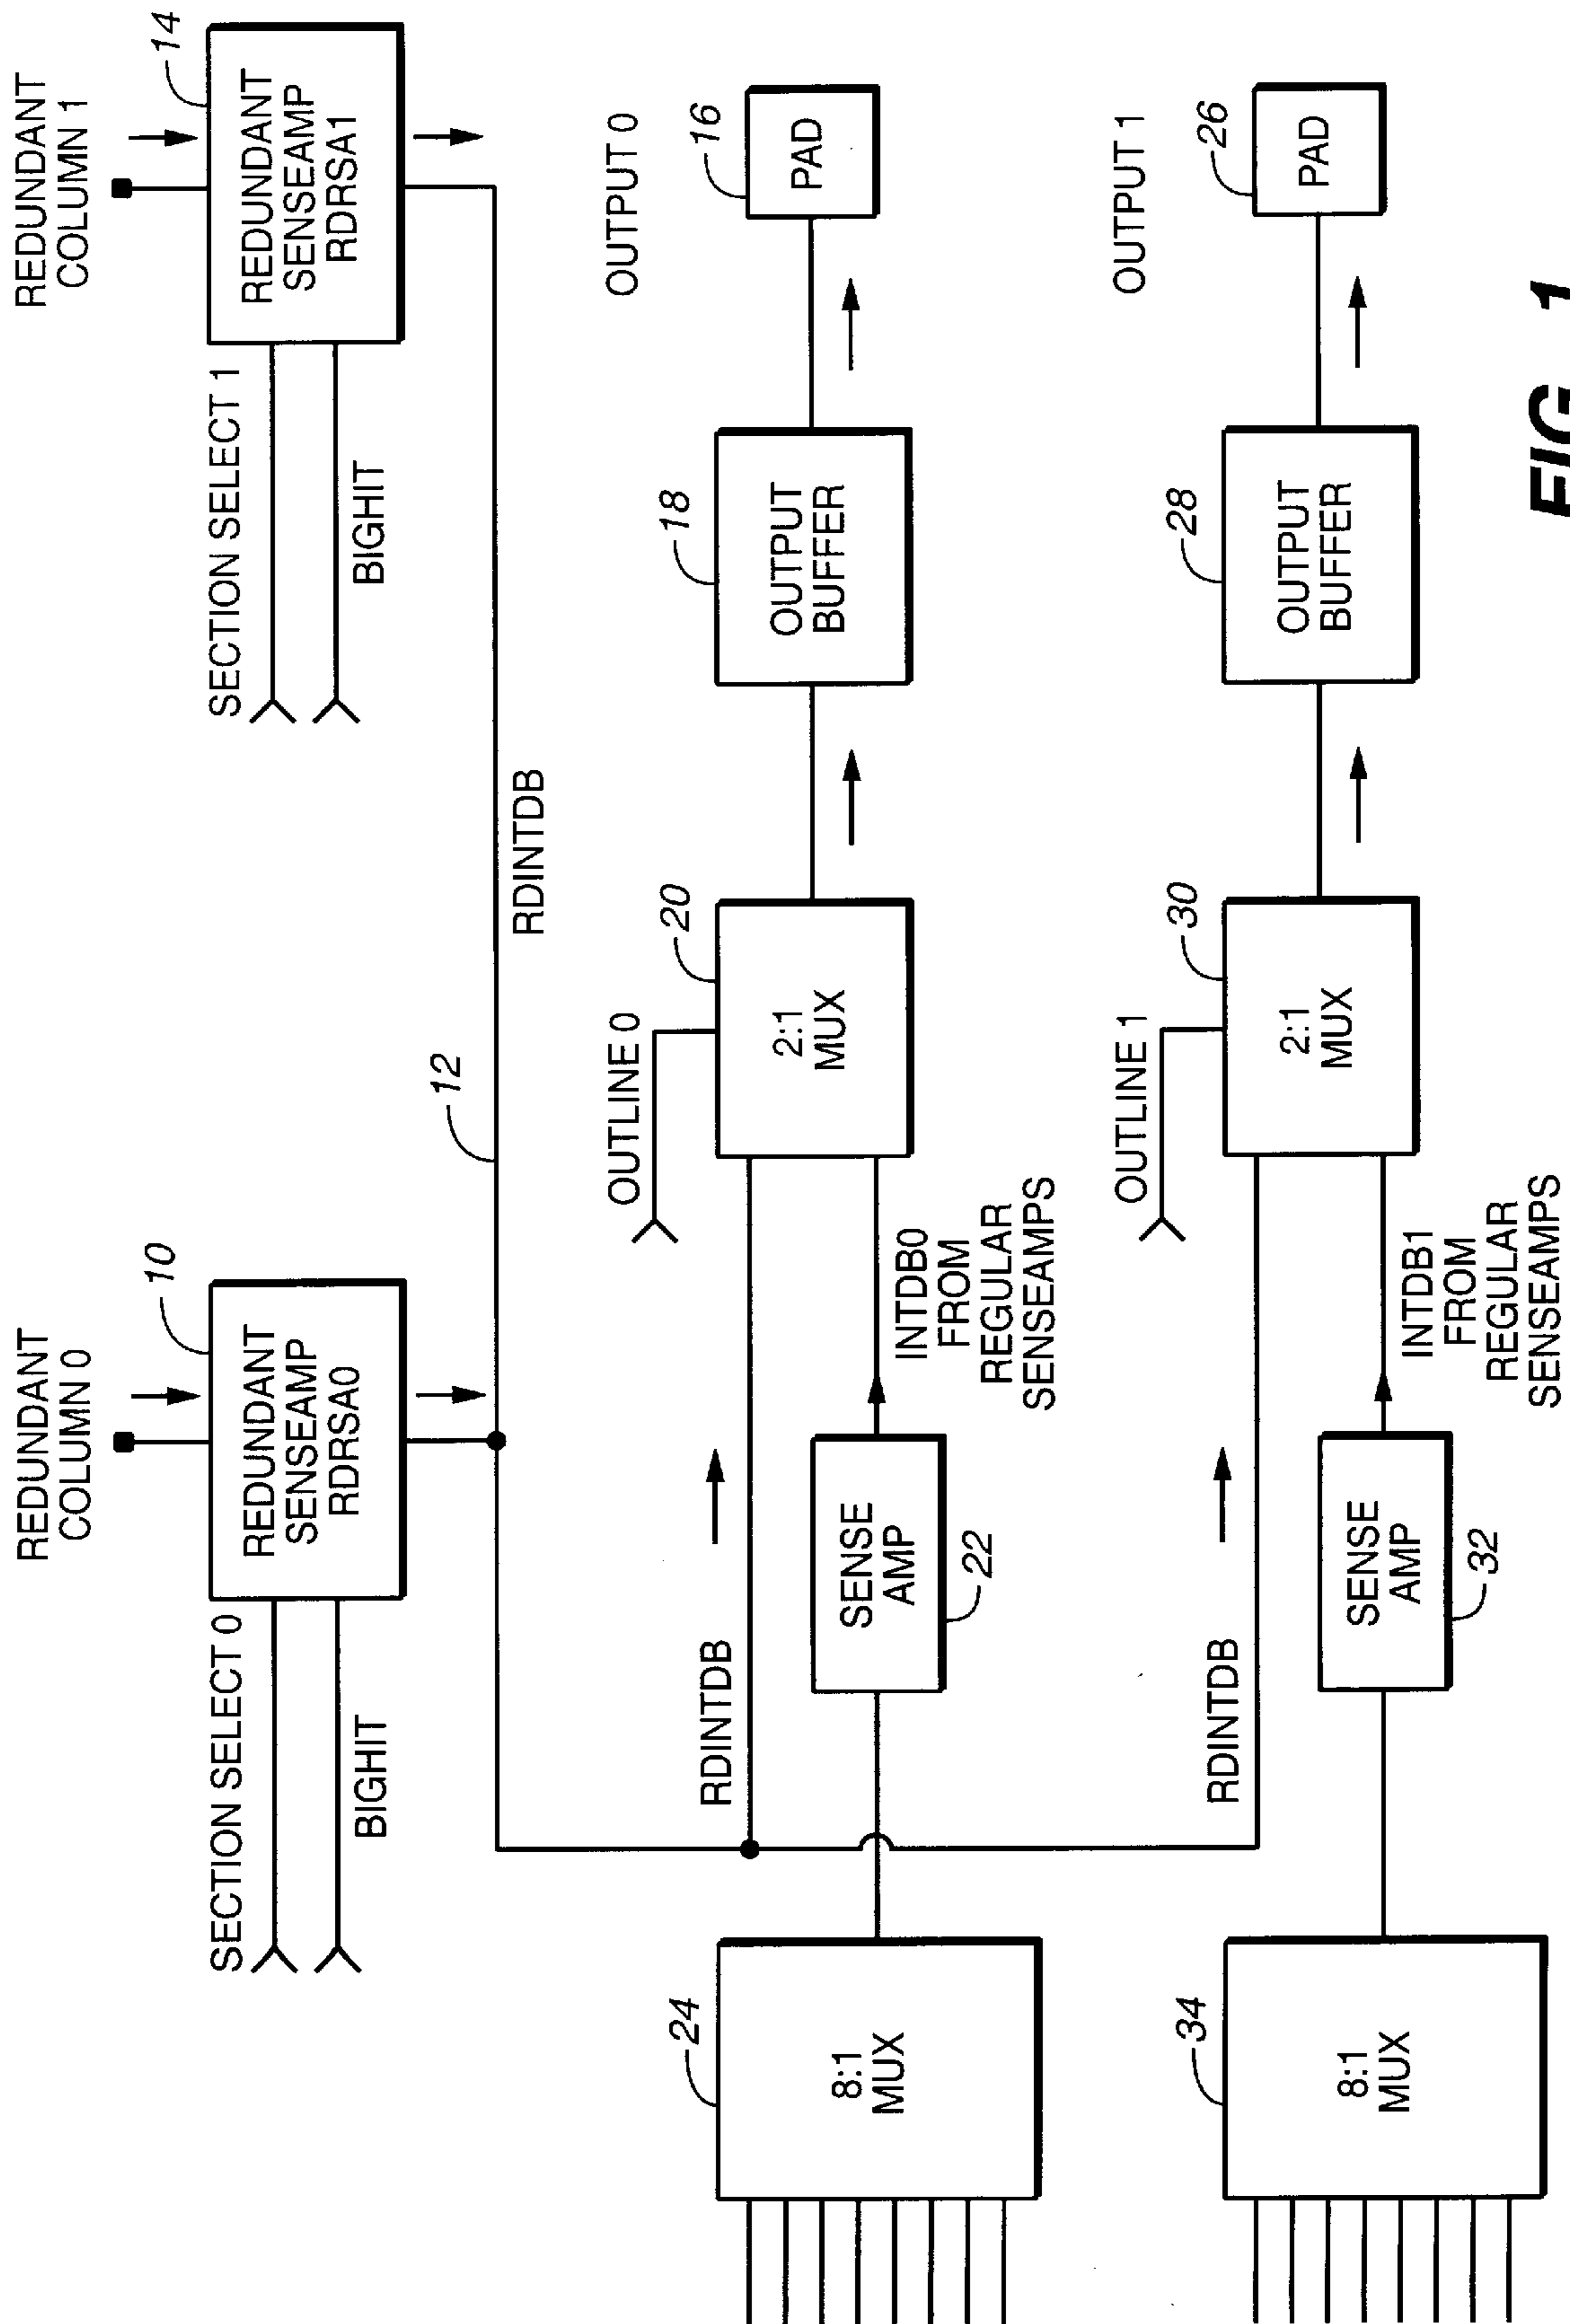 REDUNDANT
COLUMN 0
REDUNDANT
COLUMN 1
10
14
SECTION SELECT 0
BIGHIT
REDUNDANT
SENSEAMP
RDRSA0
SECTION SELECT 1
BIGHIT
REDUNDANT
SENSEAMP
RDRSA1
12
RDINTDB
OUTLINE 0
OUTPUT 0
24
8:1
MUX
RDINTDB
SENSE
AMP
22
INTDB0
FROM
REGULAR
SENSEAMPS
20
2:1
MUX
18
OUTPUT
BUFFER
16
PAD
OUTLINE 1
OUTPUT 1
34
8:1
MUX
RDINTDB
SENSE
AMP
32
INTDB1
FROM
REGULAR
SENSEAMPS
30
2:1
MUX
28
OUTPUT
BUFFER
26
PAD
FIG. 1